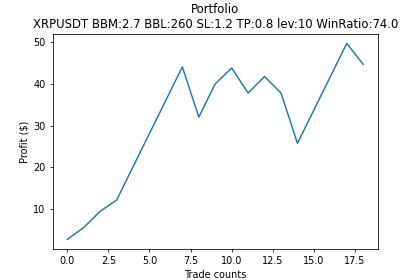 Portfolio
XRPUSDT BBM:2.7 BBL:260 SL:1.2 TP:0.8 lev:10 WinRatio:74.0
50
40
30
20
10
Profit ($)
0.0 2.5 5.0 7.5 10.0 12.5 15.0 17.5
Trade counts